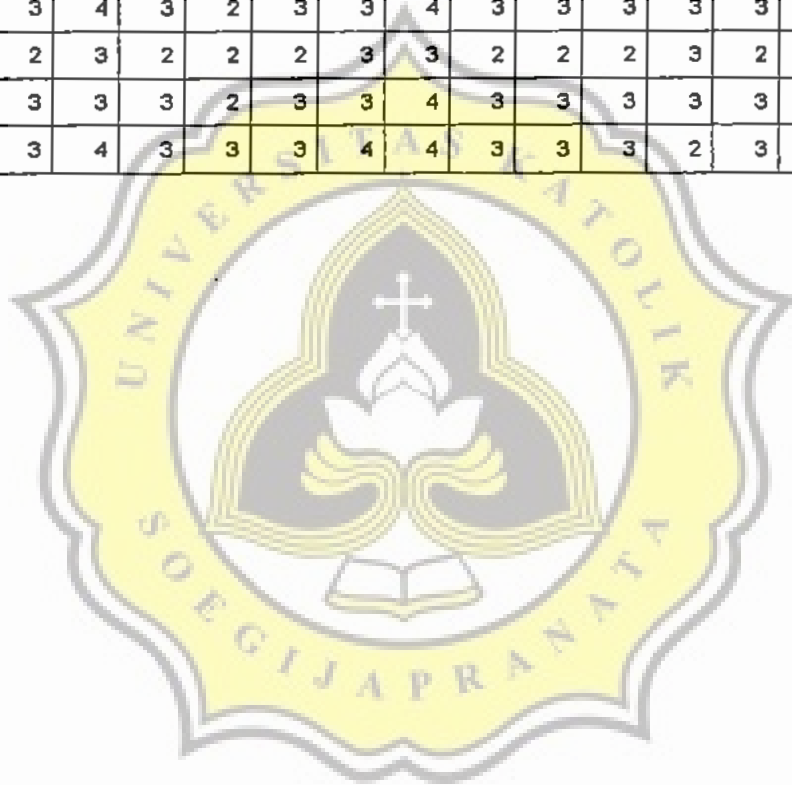 3 4 3 2 3 3 4 3 3 3 3 3
2 3 2 2 2 3 3 2 2 2 3 2
3 3 3 2 3 3 4 3 3 3 3 3
3 4 3 3 3 4 4 3 3 3 2 3
UNIVERSITAS KATOLIK
SOEGIJAPRANATA